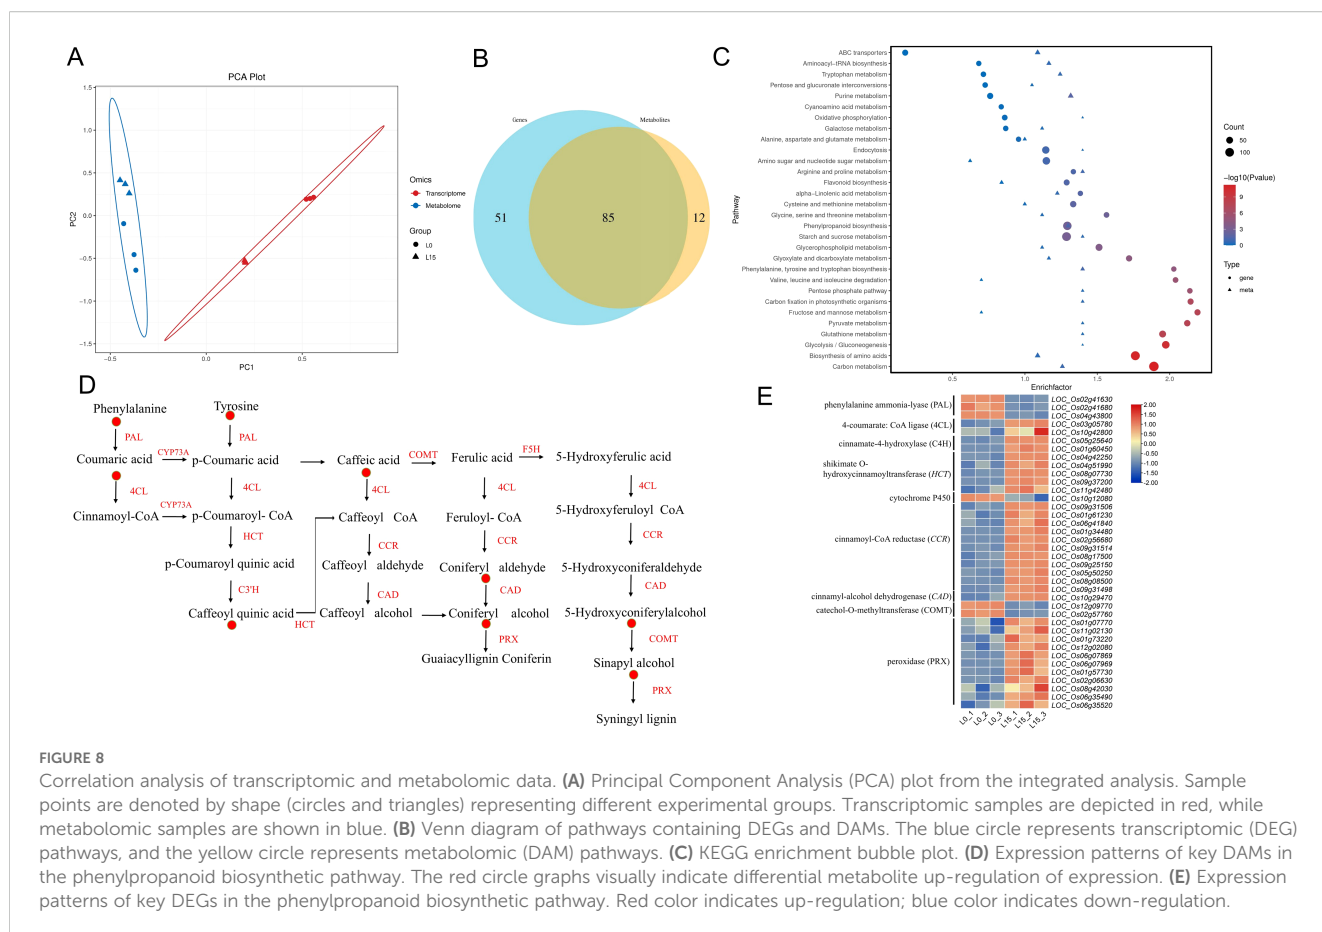 A
PCA Plot
1.5
1.0
0.5
0.0
−0.5
−1.0
−1.5
PC2
−0.5
0.0
0.5
PC1
Omics
Transcriptome
Metabolome
Group
L0
L15
B
Genes
Metabolites
51
85
12
C
Pathway
ABC transporters
Aminoacyl−tRNA biosynthesis
Tryptophan metabolism
Pentose and glucuronate interconversions
Purine metabolism
Cyanoamino acid metabolism
Oxidative phosphorylation
Galactose metabolism
Alanine, aspartate and glutamate metabolism
Endocytosis
Amino sugar and nucleotide sugar metabolism
Arginine and proline metabolism
Flavonoid biosynthesis
alpha−Linolenic acid metabolism
Cysteine and methionine metabolism
Glycine, serine and threonine metabolism
Phenylpropanoid biosynthesis
Starch and sucrose metabolism
Glycerophospholipid metabolism
Glyoxylate and dicarboxylate metabolism
Phenylalanine, tyrosine and tryptophan biosynthesis
Valine, leucine and isoleucine degradation
Pentose phosphate pathway
Carbon fixation in photosynthetic organisms
Fructose and mannose metabolism
Pyruvate metabolism
Glutathione metabolism
Glycolysis / Gluconeogenesis
Biosynthesis of amino acids
Carbon metabolism
0.5
1.0
1.5
2.0
Enrichfactor
Count
50
100
−log10(Pvalue)
9
6
3
0
Type
gene
meta
D
Phenylalanine
Tyrosine
PAL
PAL
Coumaric acid
CYP73A
p-Coumaric acid
Caffeic acid
COMT
Ferulic acid
F5H
5-Hydroxyferulic acid
4CL
4CL
4CL
4CL
4CL
Cinnamoyl-CoA
CYP73A
p-Coumaroyl- CoA
Caffeoyl CoA
Feruloyl- CoA
5-Hydroxyferuloyl CoA
HCT
CCR
CCR
CCR
p-Coumaroyl quinic acid
Caffeoyl aldehyde
Coniferyl aldehyde
5-Hydroxyconiferaldehyde
C3'H
CAD
CAD
CAD
Caffeoyl quinic acid
HCT
Caffeoyl alcohol
Coniferyl alcohol
5-Hydroxyconiferylalcohol
PRX
COMT
Guaiacyllignin Coniferin
Sinapyl alcohol
PRX
Syningyl lignin
E
phenylalanine ammonia-lyase (PAL)
4-coumarate: CoA ligase (4CL)
cinnamate-4-hydroxylase (C4H)
shikimate O-
hydroxycinnamoyltransferase (HCT)
cytochrome P450
cinnamoyl-CoA reductase (CCR)
cinnamyl-alcohol dehydrogenase (CAD)
catechol-O-methyltransferase (COMT)
peroxidase (PRX)
LOC_Os02g41630
LOC_Os02g41680
LOC_Os04g43800
LOC_Os03g05780
LOC_Os10g42800
LOC_Os05g25640
LOC_Os01g60450
LOC_Os04g42250
LOC_Os04g51990
LOC_Os08g07730
LOC_Os09g37200
LOC_Os11g42480
LOC_Os10g12080
LOC_Os09g31506
LOC_Os01g61230
LOC_Os06g41840
LOC_Os01g34480
LOC_Os02g56680
LOC_Os09g31514
LOC_Os08g17500
LOC_Os09g25150
LOC_Os05g50250
LOC_Os08g08500
LOC_Os09g31498
LOC_Os10g29470
LOC_Os12g09770
LOC_Os02g57760
LOC_Os01g07770
LOC_Os11g02130
LOC_Os01g73220
LOC_Os12g02080
LOC_Os06g07869
LOC_Os06g07969
LOC_Os01g57730
LOC_Os02g06630
LOC_Os08g42030
LOC_Os06g35490
LOC_Os06g35520
L0_1
L0_2
L0_3
L15_1
L15_2
L15_3
2.00
1.50
1.00
0.50
0.00
-0.50
-1.00
-1.50
-2.00
FIGURE 8
Correlation analysis of transcriptomic and metabolomic data. (A) Principal Component Analysis (PCA) plot from the integrated analysis. Sample
points are denoted by shape (circles and triangles) representing different experimental groups. Transcriptomic samples are depicted in red, while
metabolomic samples are shown in blue. (B) Venn diagram of pathways containing DEGs and DAMs. The blue circle represents transcriptomic (DEG)
pathways, and the yellow circle represents metabolomic (DAM) pathways. (C) KEGG enrichment bubble plot. (D) Expression patterns of key DAMs in
the phenylpropanoid biosynthetic pathway. The red circle graphs visually indicate differential metabolite up-regulation of expression. (E) Expression
patterns of key DEGs in the phenylpropanoid biosynthetic pathway. Red color indicates up-regulation; blue color indicates down-regulation.